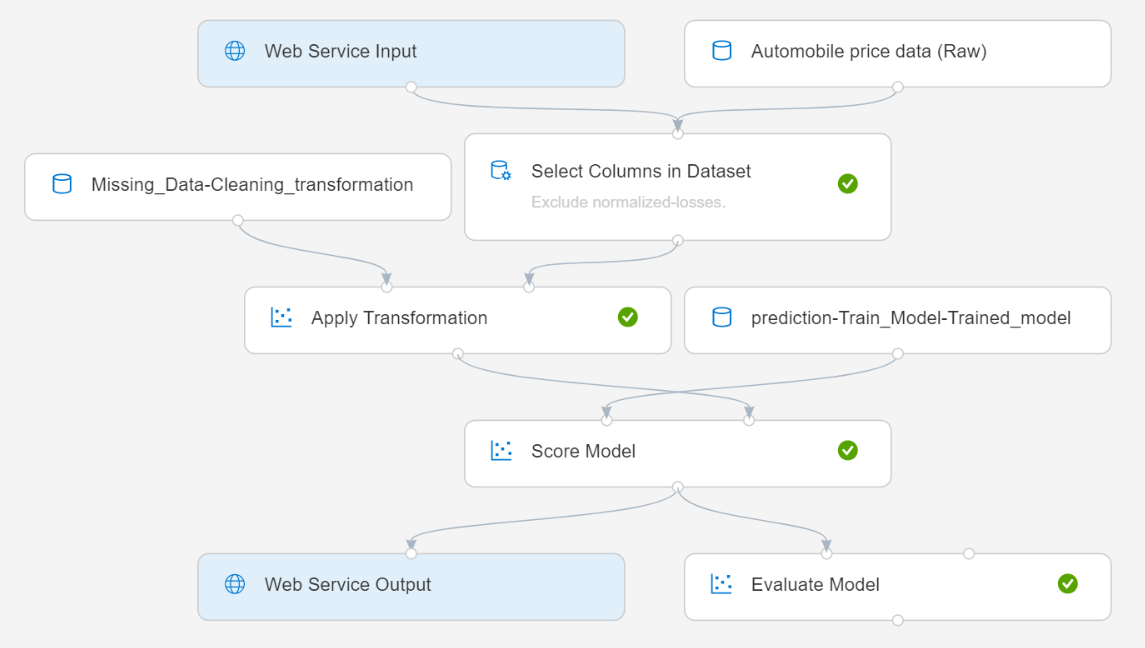 Web Service Input
Automobile price data (Raw)
Select Columns in Dataset
Exclude normalized-losses.
Missing_Data-Cleaning_transformation
Apply Transformation
prediction-Train_Model-Trained_model
Score Model
Web Service Output
Evaluate Model